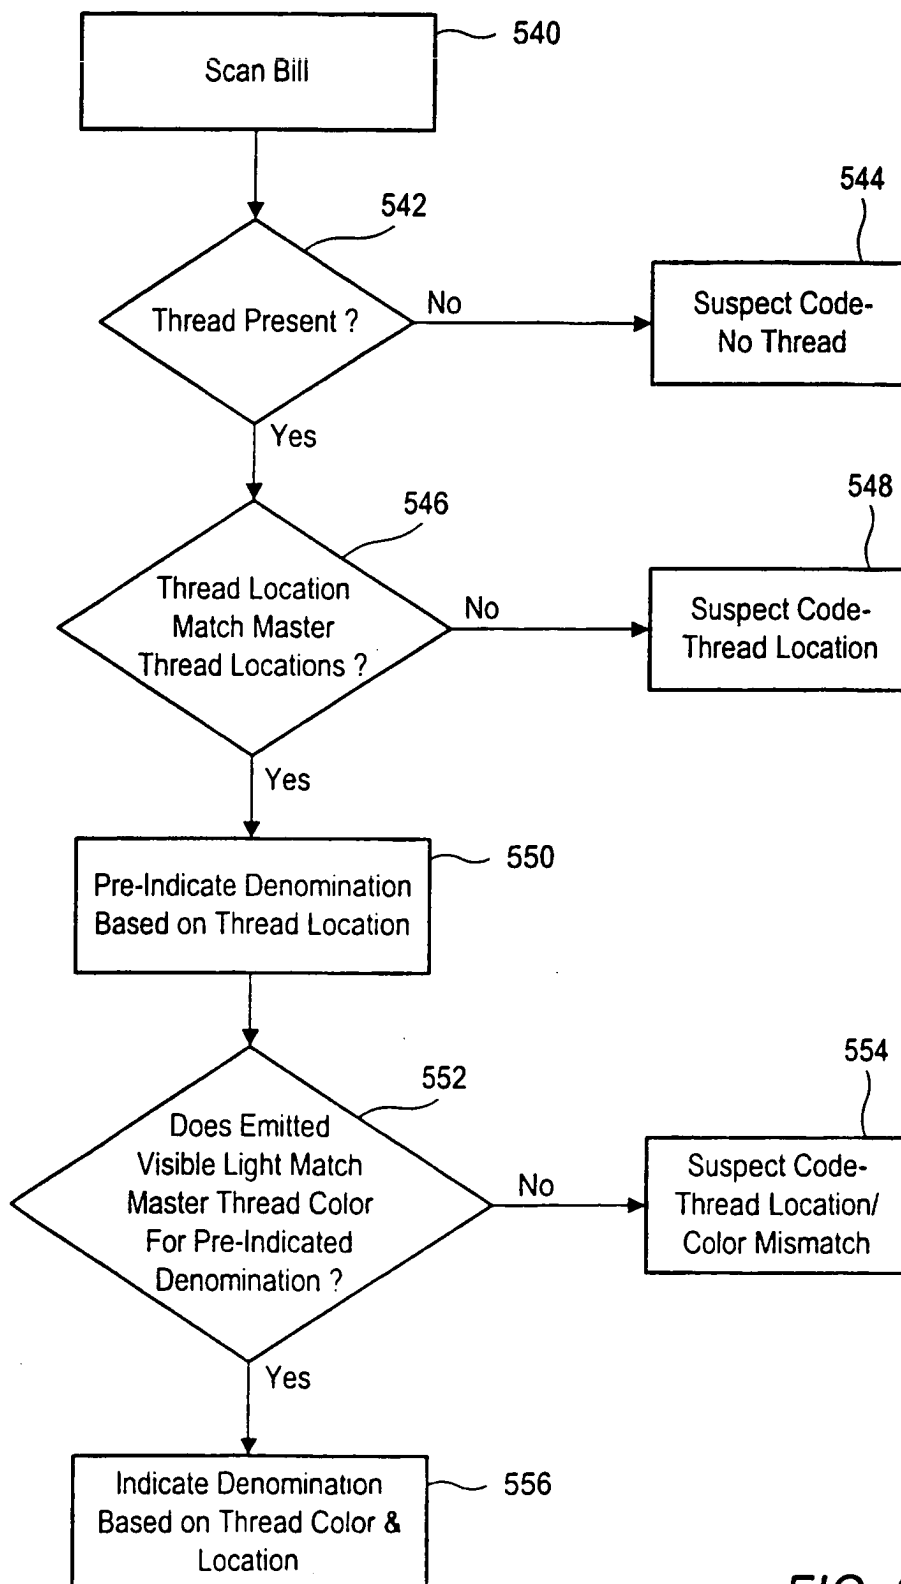 540
Scan Bill
542
544
Thread Present ?
No
Suspect Code-
No Thread
Yes
546
548
Thread Location
Match Master
Thread Locations ?
No
Suspect Code-
Thread Location
Yes
550
Pre-Indicate Denomination
Based on Thread Location
552
554
Does Emitted
Visible Light Match
Master Thread Color
For Pre-Indicated
Denomination ?
No
Suspect Code-
Thread Location/
Color Mismatch
Yes
556
Indicate Denomination
Based on Thread Color &
Location
FIG.